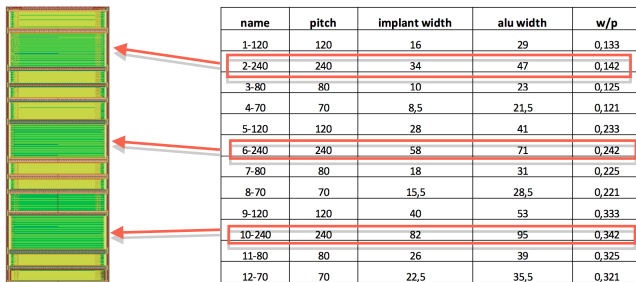 name pitch implant width alu width w/p
1-120 120 16 29 0,133
2-240 240 34 47 0,142
3-80 80 10 23 0,125
4-70 70 8,5 21,5 0,121
5-120 120 28 41 0,233
6-240 240 58 71 0,242
7-80 80 18 31 0,225
8-70 70 15,5 28,5 0,221
9-120 120 40 53 0,333
10-240 240 82 95 0,342
11-80 80 26 39 0,325
12-70 70 22,5 35,5 0,321